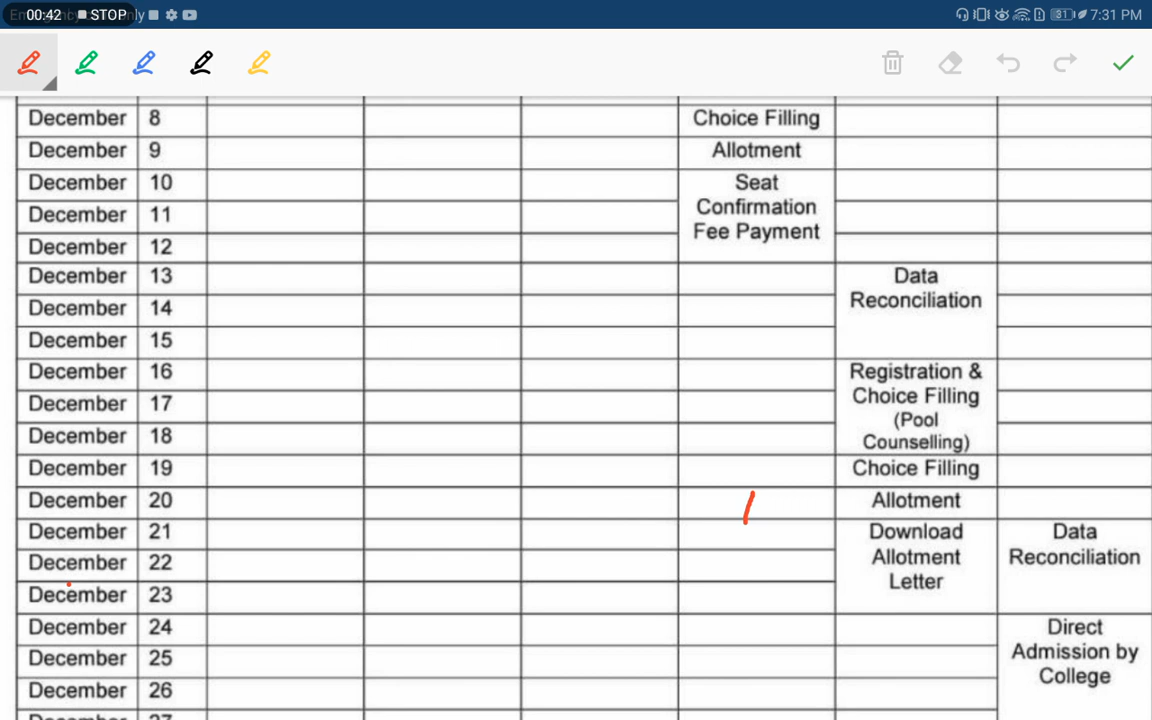 00:42 STOP
31 7:31 PM
December 8 Choice Filling
December 9 Allotment
December 10 Seat
December 11 Confirmation
December 12 Fee Payment
December 13 Data
December 14 Reconciliation
December 15
December 16 Registration &
December 17 Choice Filling
(Pool
December 18 Counselling)
December 19 Choice Filling
December 20 Allotment
December 21 Download Data
December 22 Allotment Reconciliation
December 23 Letter
December 24 Direct
December 25 Admission by
December 26 College